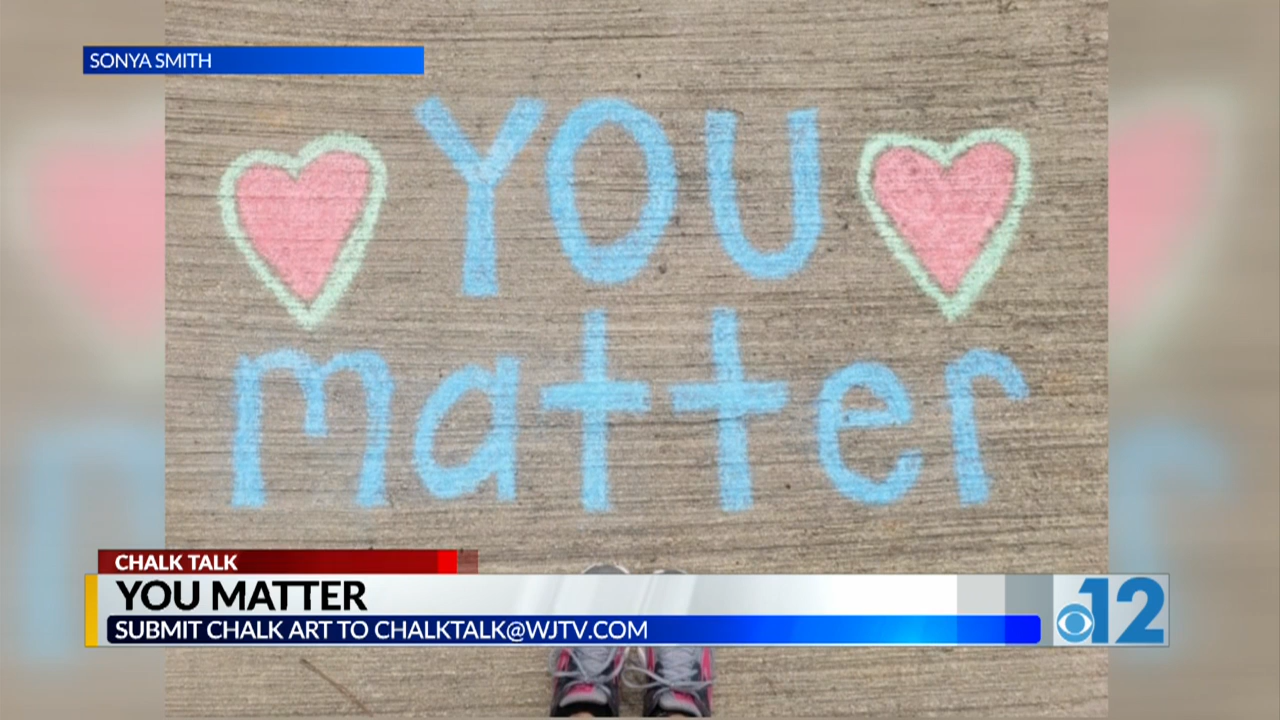 SONYA SMITH
YOU
matter
CHALK TALK
YOU MATTER
SUBMIT CHALK ART TO CHALKTALK@WJTV.COM
12